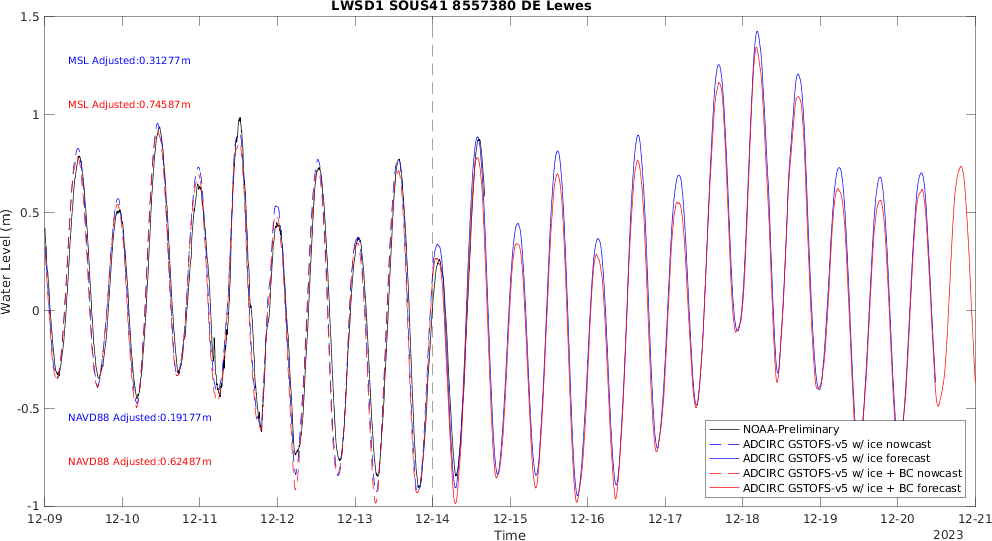 LWSD1 SOUS41 8557380 DE Lewes
1.5
1
0.5
0
-0.5
-1
Water Level (m)
MSL Adjusted:0.31277m
MSL Adjusted:0.74587m
NAVD88 Adjusted:0.19177m
NAVD88 Adjusted:0.62487m
NOAA-Preliminary
ADCIRC GSTOFS-v5 w/ ice nowcast
ADCIRC GSTOFS-v5 w/ ice forecast
ADCIRC GSTOFS-v5 w/ ice + BC nowcast
ADCIRC GSTOFS-v5 w/ ice + BC forecast
12-09 12-10 12-11 12-12 12-13 12-14 12-15 12-16 12-17 12-18 12-19 12-20 12-21
Time
2023